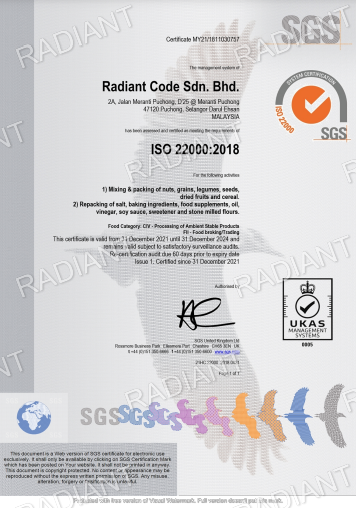 SGS
Certificate MY21/1811030757
The management system of
Radiant Code Sdn. Bhd.
2A, Jalan Meranti Puchong, D'25 @ Meranti Puchong
47120 Puchong, Selangor Darul Ehsan
MALAYSIA
SYSTEM CERTIFICATION
ISO 22000
SGS
has been assessed and certified as meeting the requirements of
ISO 22000:2018
For the following activities
1) Mixing & packing of nuts, grains, legumes, seeds,
dried fruits and cereal.
2) Repacking of salt, baking ingredients, food supplements, oil,
vinegar, soy sauce, sweetener and stone milled flours.
Food Category: CIV - Processing of Ambient Stable Products
FII - Food broking/Trading
This certificate is valid from 31 December 2021 until 31 December 2024 and
remains valid subject to satisfactory surveillance audits.
Re-certification audit due 60 days prior to expiry date
Issue 1. Certified since 31 December 2021
Authorised by
SGS United Kingdom Ltd
Rossmore Business Park Ellesmere Port Cheshire CH65 3EN UK
t +44 (0)151 350-6666 f +44 (0)151 350-6600 www.sgs.com
Page 1 of 1
UKAS
MANAGEMENT
SYSTEMS
0005
SGS SGS
This document is a Web version of SGS certificate for electronic use
exclusively. It shall only be available by clicking on SGS Certification Mark
which has been posted on Your website. It shall not be printed in anyway.
This document is copyright protected. No content or appearance may be
reproduced without the express written permission of SGS. Any misuse,
alteration, forgery or falsification is unlawful.
RADIANT
RADIANT
RADIANT
RADIANT
RADIANT
RADIANT
Protected with free version of Visual Watermark. Full version doesn't put this mark.